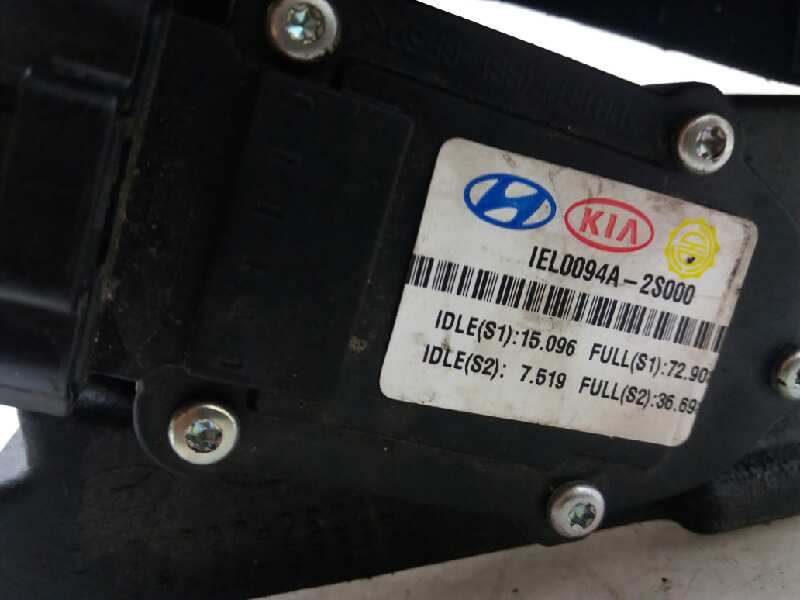 KIA
IEL0094A-2S000
IDLE(S1):15.096 FULL(S1):72.90
IDLE(S2): 7.519 FULL(S2):36.69